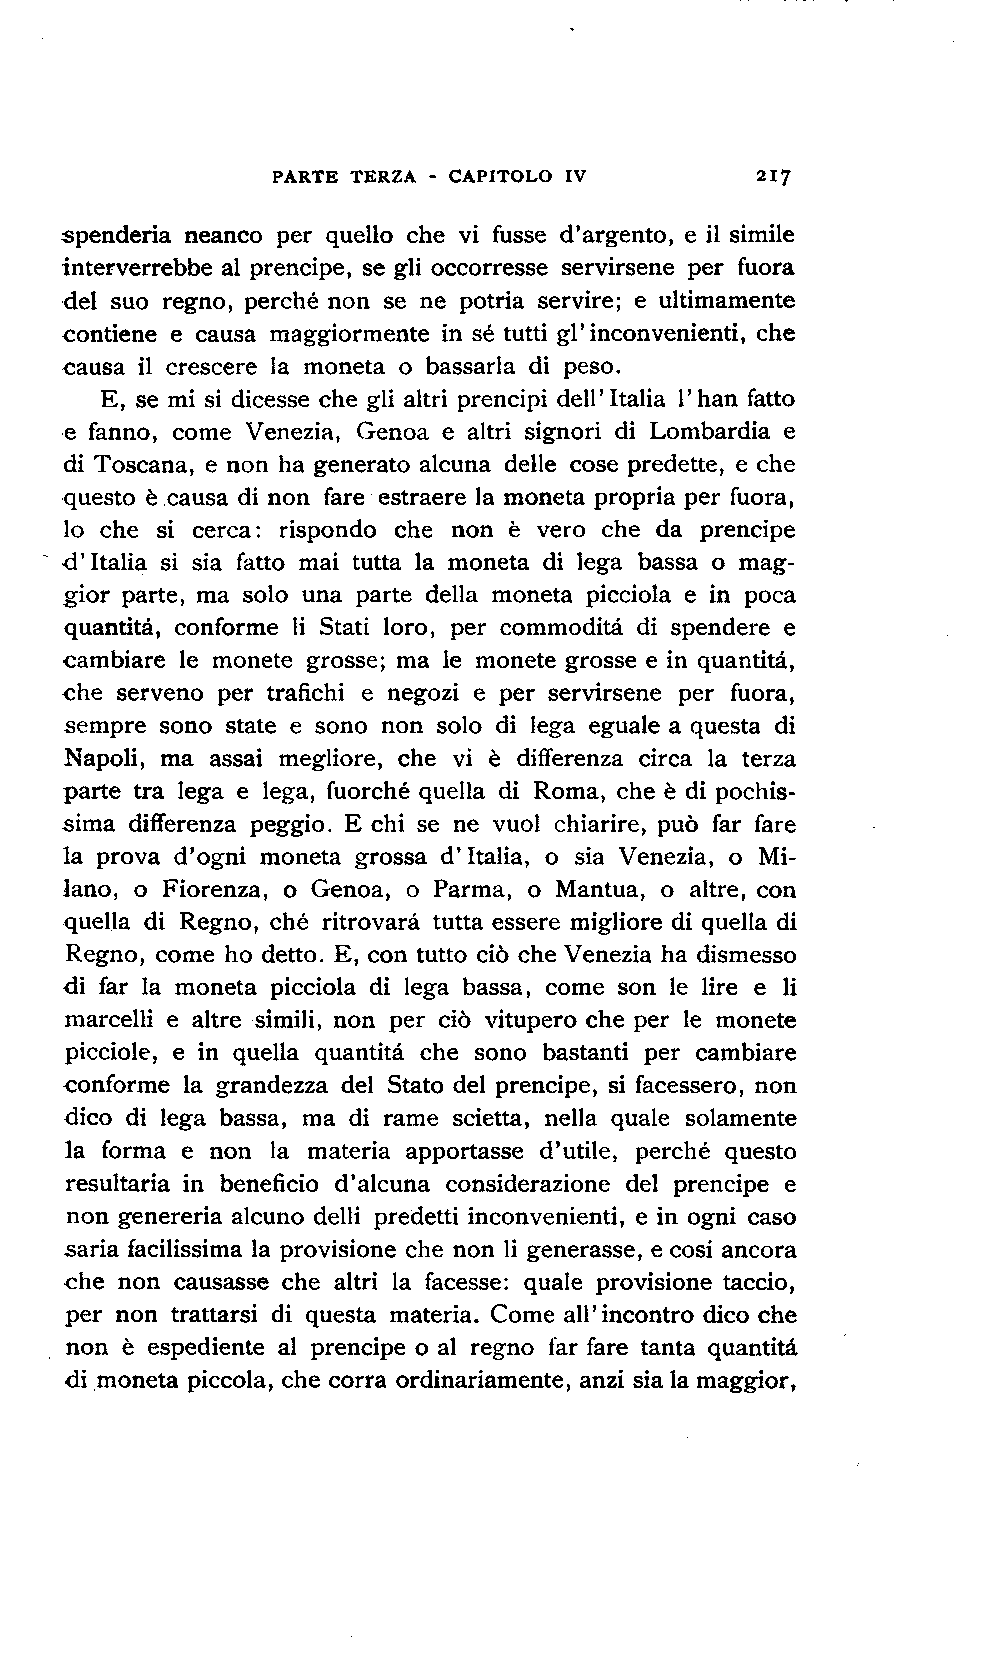 PARTE TERZA - CAPITOLO IV 217
spenderia neanco per quello che vi fusse d'argento, e il simile
interverrebbe al prencipe, se gli occorresse servirsene per fuora
del suo regno, perché non se ne potria servire; e ultimamente
contiene e causa maggiormente in sé tutti gl'inconvenienti, che
causa il crescere la moneta o bassarla di peso.
E, se mi si dicesse che gli altri prencipi dell'Italia l'han fatto
e fanno, come Venezia, Genoa e altri signori di Lombardia e
di Toscana, e non ha generato alcuna delle cose predette, e che
questo è causa di non fare estraere la moneta propria per fuora,
lo che si cerca: rispondo che non è vero che da prencipe
d'Italia si sia fatto mai tutta la moneta di lega bassa o mag-
gior parte, ma solo una parte della moneta picciola e in poca
quantitá, conforme li Stati loro, per commoditá di spendere e
cambiare le monete grosse; ma le monete grosse e in quantitá,
che serveno per trafichi e negozi e per servirsene per fuora,
sempre sono state e sono non solo di lega eguale a questa di
Napoli, ma assai megliore, che vi è differenza circa la terza
parte tra lega e lega, fuorché quella di Roma, che è di pochis-
sima differenza peggio. E chi se ne vuol chiarire, può far fare
la prova d'ogni moneta grossa d'Italia, o sia Venezia, o Mi-
lano, o Fiorenza, o Genoa, o Parma, o Mantua, o altre, con
quella di Regno, ché ritrovará tutta essere migliore di quella di
Regno, come ho detto. E, con tutto ciò che Venezia ha dismesso
di far la moneta picciola di lega bassa, come son le lire e li
marcelli e altre simili, non per ciò vitupero che per le monete
picciole, e in quella quantitá che sono bastanti per cambiare
conforme la grandezza del Stato del prencipe, si facessero, non
dico di lega bassa, ma di rame scietta, nella quale solamente
la forma e non la materia apportasse d'utile, perché questo
resultaria in beneficio d'alcuna considerazione del prencipe e
non genereria alcuno delli predetti inconvenienti, e in ogni caso
saria facilissima la provisione che non li generasse, e cosí ancora
che non causasse che altri la facesse: quale provisione taccio,
per non trattarsi di questa materia. Come all'incontro dico che
non è espediente al prencipe o al regno far fare tanta quantitá
di moneta piccola, che corra ordinariamente, anzi sia la maggior,